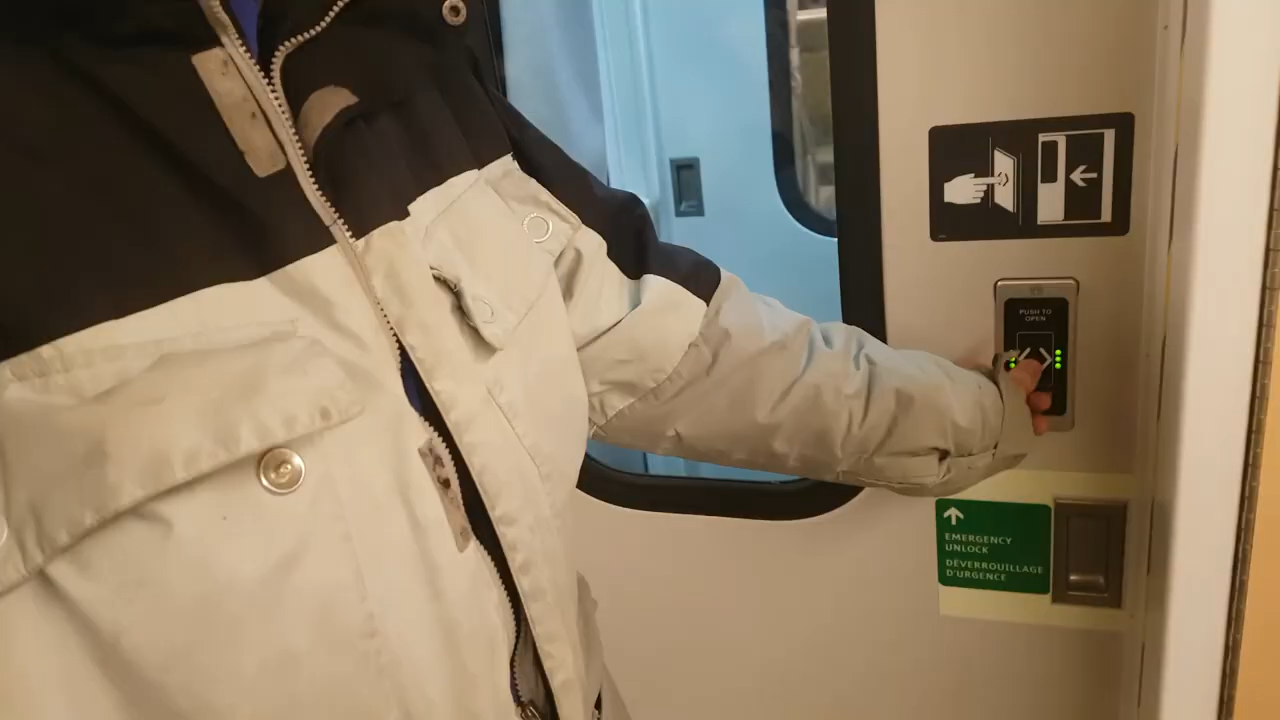 PUSH TO
OPEN
EMERGENCY
UNLOCK
DÉVERROUILLAGE
D'URGENCE